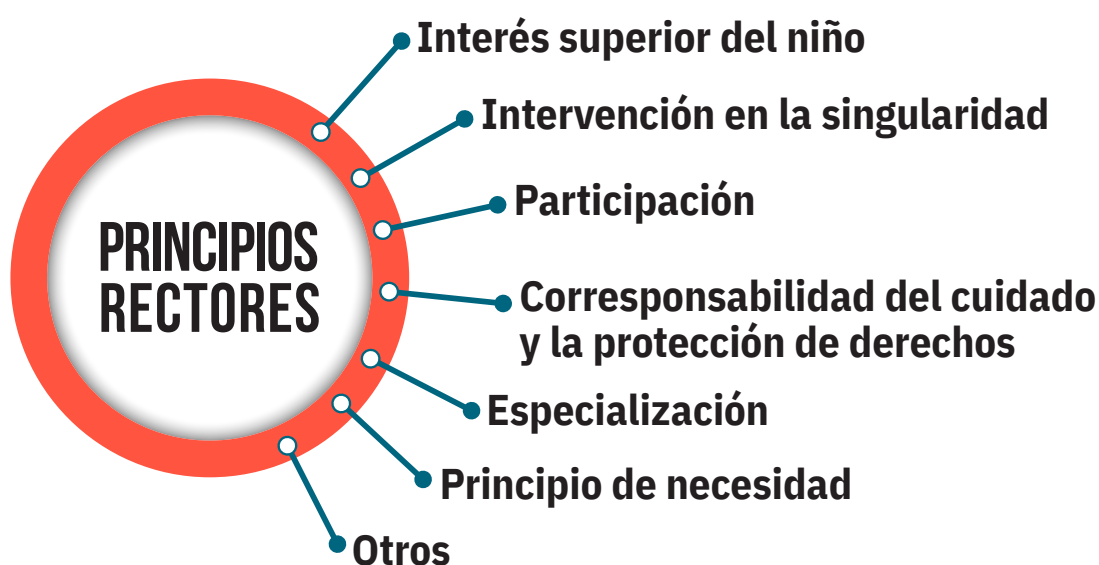 Interés superior del niño
Intervención en la singularidad
Participación
PRINCIPIOS
RECTORES
Corresponsabilidad del cuidado
y la protección de derechos
Especialización
Principio de necesidad
Otros